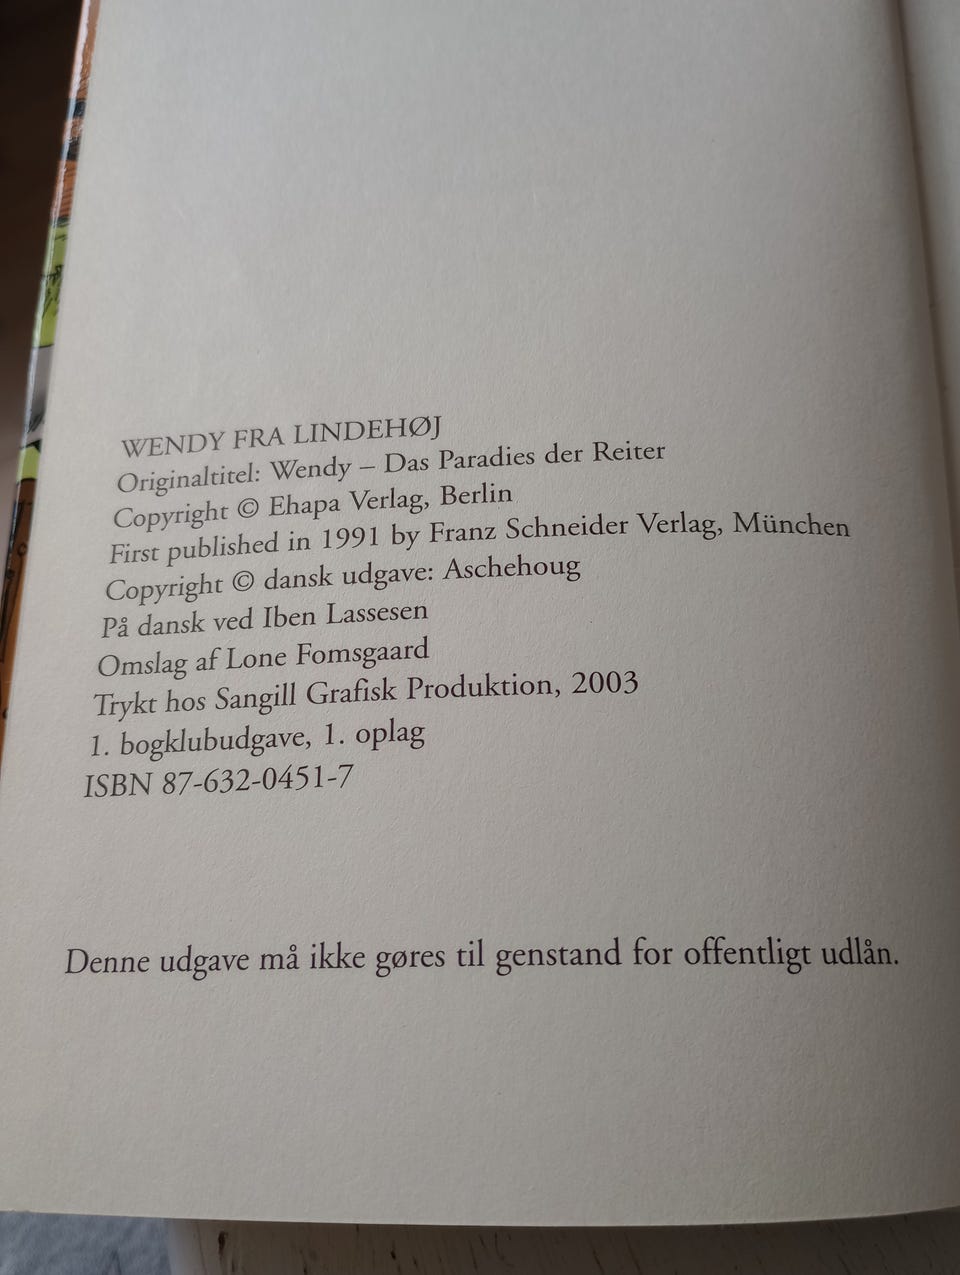 WENDY FRA LINDEHØJ
Originaltitel: Wendy – Das Paradies der Reiter
Copyright © Ehapa Verlag, Berlin
First published in 1991 by Franz Schneider Verlag, München
Copyright © dansk udgave: Aschehoug
På dansk ved Iben Lassesen
Omslag af Lone Fomsgaard
Trykt hos Sangill Grafisk Produktion, 2003
1. bogklubudgave, 1. oplag
ISBN 87-632-0451-7
Denne udgave må ikke gøres til genstand for offentligt udlån.